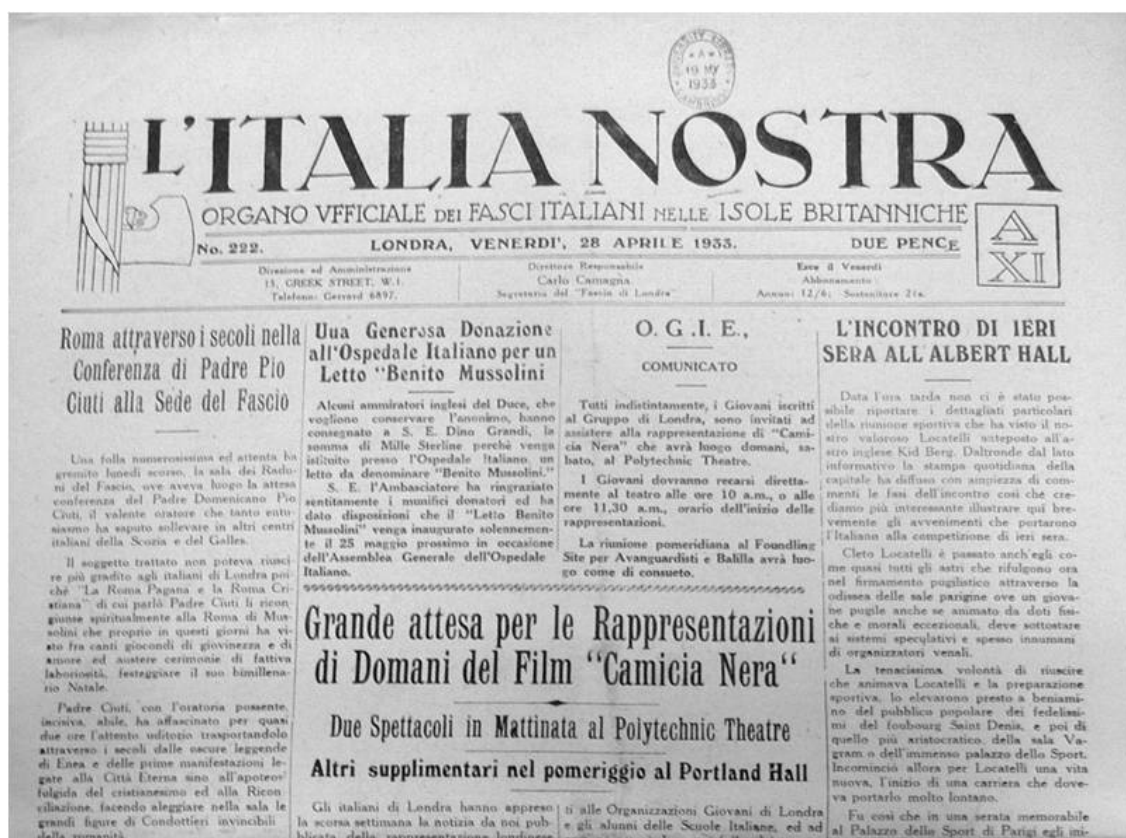 19 MY
1933
L'ITALIA NOSTRA
ORGANO VFFICIALE DEI FASCI ITALIANI NELLE ISOLE BRITANNICHE
A
XI
No. 222.
LONDRA, VENERDI', 28 APRILE 1933.
DUE PENCE
Direzione ed Amministrazione
15, GREEK STREET, W.1.
Telefono: Gerrard 6897.
Direttore Responsabile
Carlo Camagna.
Segretario del "Fascio di Londra"
Esce il Venerdi
Abbonamento:
Annuo: 12/6; Sostenitore 21s.
Roma attraverso i secoli nella
Conferenza di Padre Pio
Ciuti alla Sede del Fascio
Una folla numerosissima ed attenta ha
gremito lunedì scorso, la sala dei Radu-
ni del Fascio, ove aveva luogo la attesa
conferenza del Padre Domenicano Pio
Ciuti, il valente oratore che tanto entu-
siasmo ha saputo sollevare in altri centri
italiani della Scozia e del Galles.
Il soggetto trattato non poteva riusci-
re più gradito agli italiani di Londra poi-
chè "La Roma Pagana e la Roma Cri-
stiana" di cui parlò Padre Ciuti li ricon-
giunse spiritualmente alla Roma di Mus-
solini che proprio in questi giorni ha vi-
sto fra canti giocondi di giovinezza e di
amore ed austere cerimonie di fattiva
laboriosità, festeggiare il suo bimillena-
rio Natale.
Padre Ciuti, con l'oratoria possente,
incisiva, abile, ha affascinato per quasi
due ore l'attento uditorio trasportandolo
attraverso i secoli dalle oscure leggende
di Enea e delle prime manifestazioni le-
gate alla Città Eterna sino all'apoteos'
fulgida del cristianesimo ed alla Ricon-
ciliazione, facendo aleggiare nella sala le
grandi figure di Condottieri invincibili
della romanità
Uua Generosa Donazione
all'Ospedale Italiano per un
Letto "Benito Mussolini
Alcuni ammiratori inglesi del Duce, che
vogliono conservare l'anonimo, hanno
consegnato a S. E. Dino Grandi, la
somma di Mille Sterline perchè venga
istituito presso l'Ospedale Italiano un
letto da denominare "Benito Mussolini."
S. E. l'Ambasciatore ha ringraziato
sentitamente i munifici donatori ed ha
dato disposizioni che il "Letto Benito
Mussolini" venga inaugurato solennemen-
te il 25 maggio prossimo in occasione
dell'Assemblea Generale dell'Ospedale
Italiano.
O. G. I. E.,
COMUNICATO
Tutti indistintamente, i Giovani iscritti
al Gruppo di Londra, sono invitati ad
assistere alla rappresentazione di "Cami-
cia Nera" che avrà luogo domani, sa-
bato, al Polytechnic Theatre.
I Giovani dovranno recarsi diretta-
mente al teatro alle ore 10 a.m., o alle
ore 11,30 a.m., orario dell'inizio delle
rappresentazioni.
La riunione pomeridiana al Foundling
Site per Avanguardisti e Balilla avrà luo-
go come di consueto.
Grande attesa per le Rappresentazioni
di Domani del Film "Camicia Nera"
Due Spettacoli in Mattinata al Polytechnic Theatre
Altri supplimentari nel pomeriggio al Portland Hall
Gli italiani di Londra hanno appreso
la scorsa settimana la notizia da noi pub-
blicata della rappresentazione londinese
ti alle Organizzazioni Giovani di Londra
e gli alunni delle Scuole Italiane, ed ad
L'INCONTRO DI IERI
SERA ALL'ALBERT HALL
Data l'ora tarda non ci è stato pos-
sibile riportare i dettagliati particolari
della riunione sportiva che ha visto il no-
stro valoroso Locatelli anteposto all'a-
stro inglese Kid Berg. Daltronde dal lato
informativo la stampa quotidiana della
capitale ha diffuso con ampiezza di com-
menti le fasi dell'incontro così che cre-
diamo più interessante illustrare qui bre-
vemente gli avvenimenti che portarono
l'Italiano alla competizione di ieri sera.
Cleto Locatelli è passato anch'egli co-
me quasi tutti gli astri che rifulgono ora
nel firmamento pugilistico attraverso la
odissea delle sale parigine ove un giova-
ne pugile anche se animato da doti fisi-
che e morali eccezionali, deve sottostare
ai sistemi speculativi e spesso inumani
di organizzatori venali.
La tenacissima volontà di riuscire
che animava Locatelli e la preparazione
sportiva, lo elevarono presto a beniami-
no del pubblico popolare dei fedelissi-
mi del foubourg Saint Denis, e poi di
quello più aristocratico della sala Va-
gram o dell'immenso palazzo dello Sport.
Incominciò allora per Locatelli una vita
nuova, l'inizio di una carriera che dove-
va portarlo molto lontano.
Fu così che in una serata memorabile
al Palazzo dello Sport di Parigi egli mi-